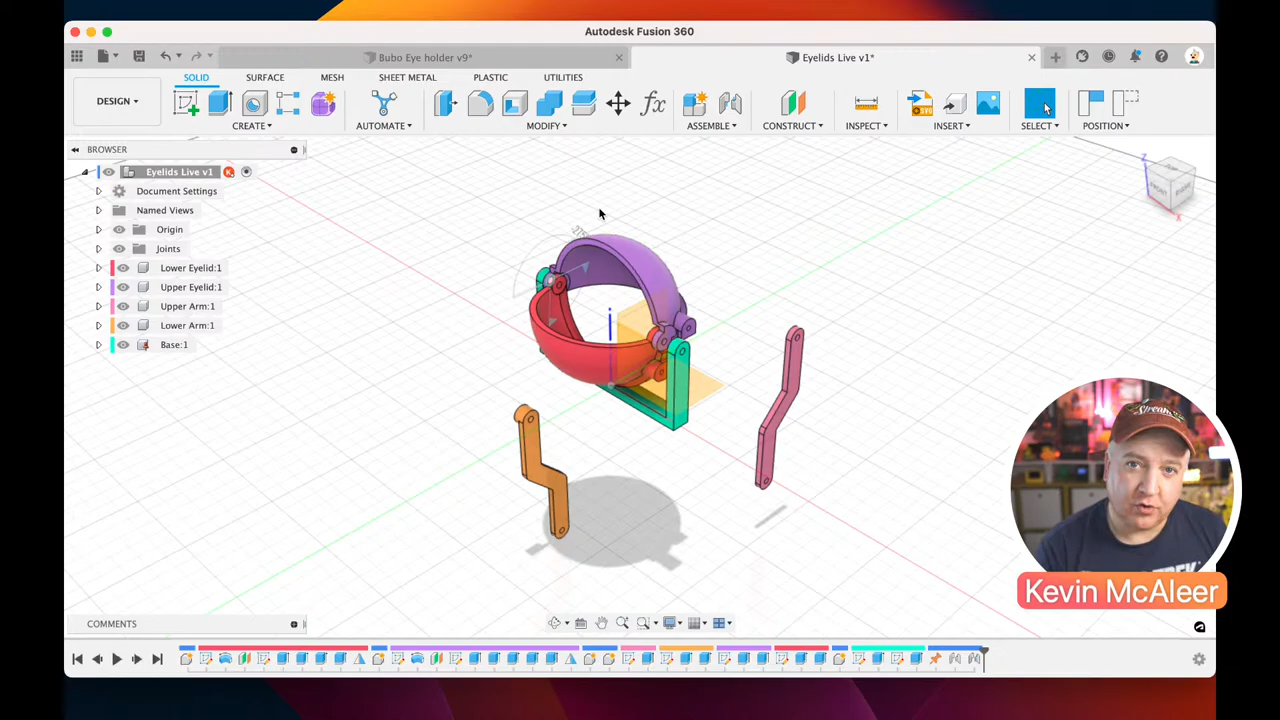 Autodesk Fusion 360
Bubo Eye holder v9*
Eyelids Live v1*
SOLID SURFACE MESH SHEET METAL PLASTIC UTILITIES
DESIGN
fx
CREATE AUTOMATE MODIFY ASSEMBLE CONSTRUCT INSPECT INSERT SELECT POSITION
BROWSER
Eyelids Live v1
K
Document Settings
Named Views
Origin
Joints
Lower Eyelid:1
Upper Eyelid:1
Upper Arm:1
Lower Arm:1
Base:1
Z
FRONT
X
Kevin McAleer
COMMENTS